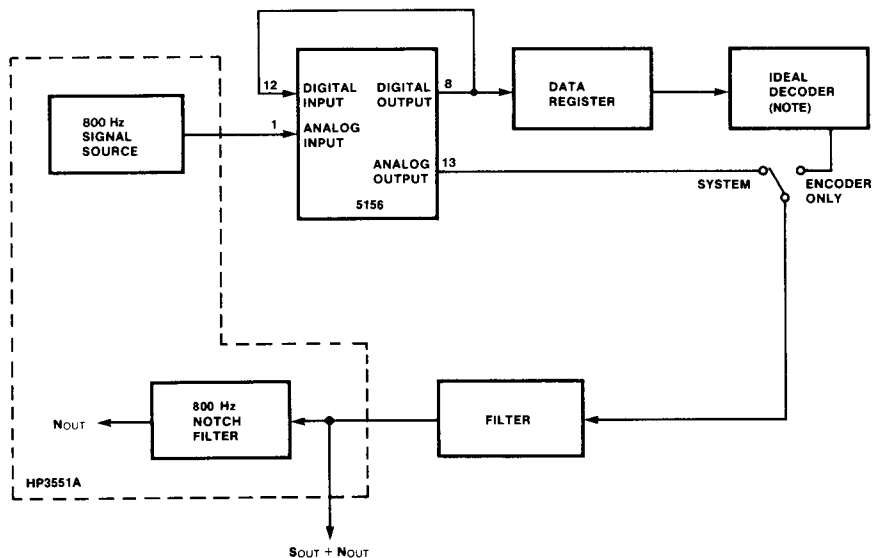 12
DIGITAL
INPUT
DIGITAL
OUTPUT
8
DATA
REGISTER
IDEAL
DECODER
(NOTE)
800 Hz
SIGNAL
SOURCE
1
ANALOG
INPUT
ANALOG
OUTPUT
13
5156
SYSTEM
ENCODER
ONLY
NOUT
800 Hz
NOTCH
FILTER
FILTER
HP3551A
SOUT + NOUT